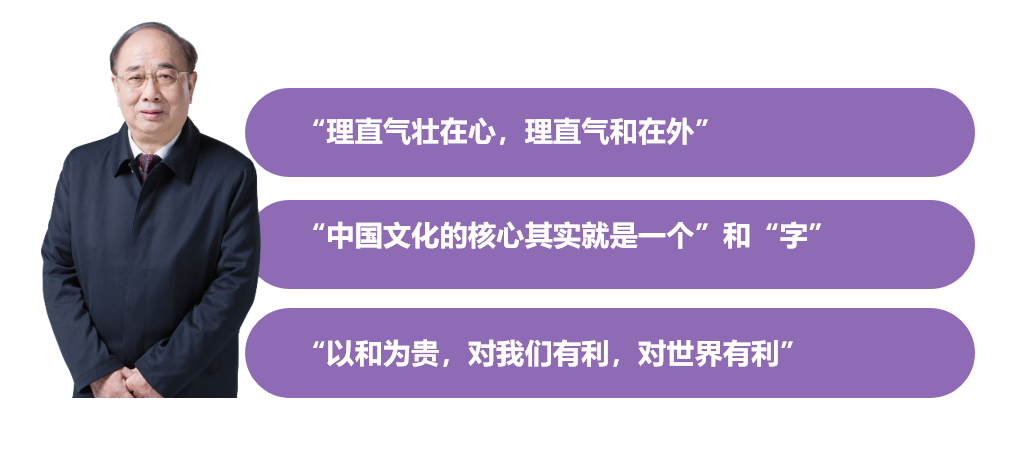 “理直气壮在心，理直气和在外”
“中国文化的核心其实就是一个”和“字”
“以和为贵，对我们有利，对世界有利”